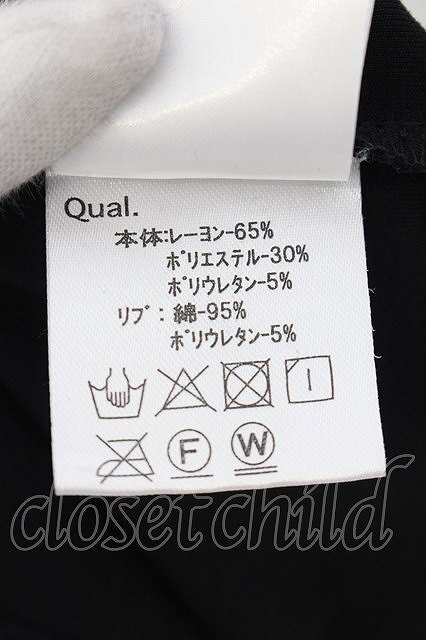 Qual.
本体:レーヨン-65%
ポリエステル-30%
ポリウレタン-5%
リブ:綿-95%
ポリウレタン-5%
F W
closetchild